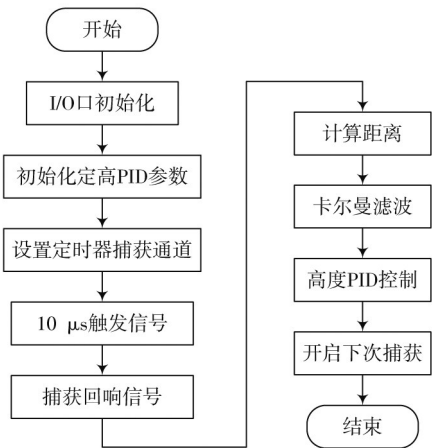 开始
I/O口初始化
初始化定高PID参数
设置定时器捕获通道
10 μs触发信号
捕获回响信号
计算距离
卡尔曼滤波
高度PID控制
开启下次捕获
结束